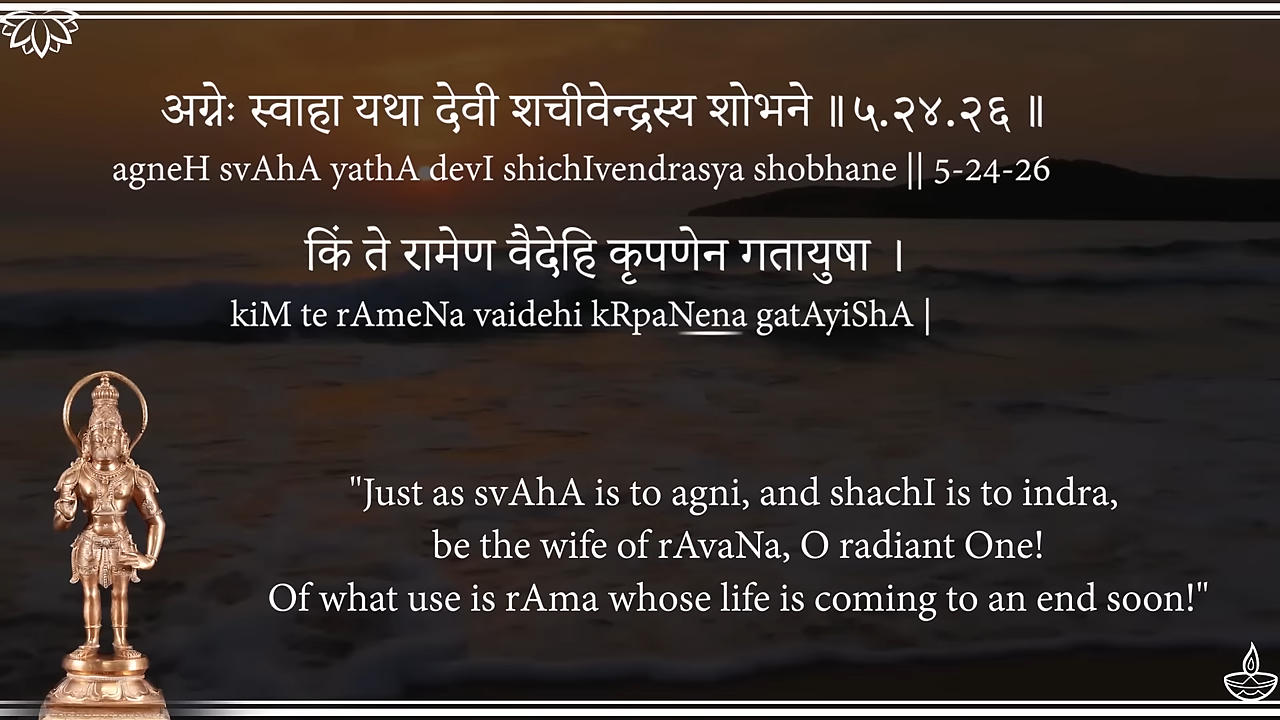 अग्नेः स्वाहा यथा देवी शचीवेन्द्रस्य शोभने ॥५.२४.२६ ॥
agneH svAhA yathA devI shichIvendrasya shobhane || 5-24-26
किं ते रामेण वैदेहि कृपणेन गतायुषा ।
kiM te rAmeNa vaidehi kRpaNena gatAyiShA |
"Just as svAhA is to agni, and shachI is to indra,
be the wife of rAvaNa, O radiant One!
Of what use is rAma whose life is coming to an end soon!"